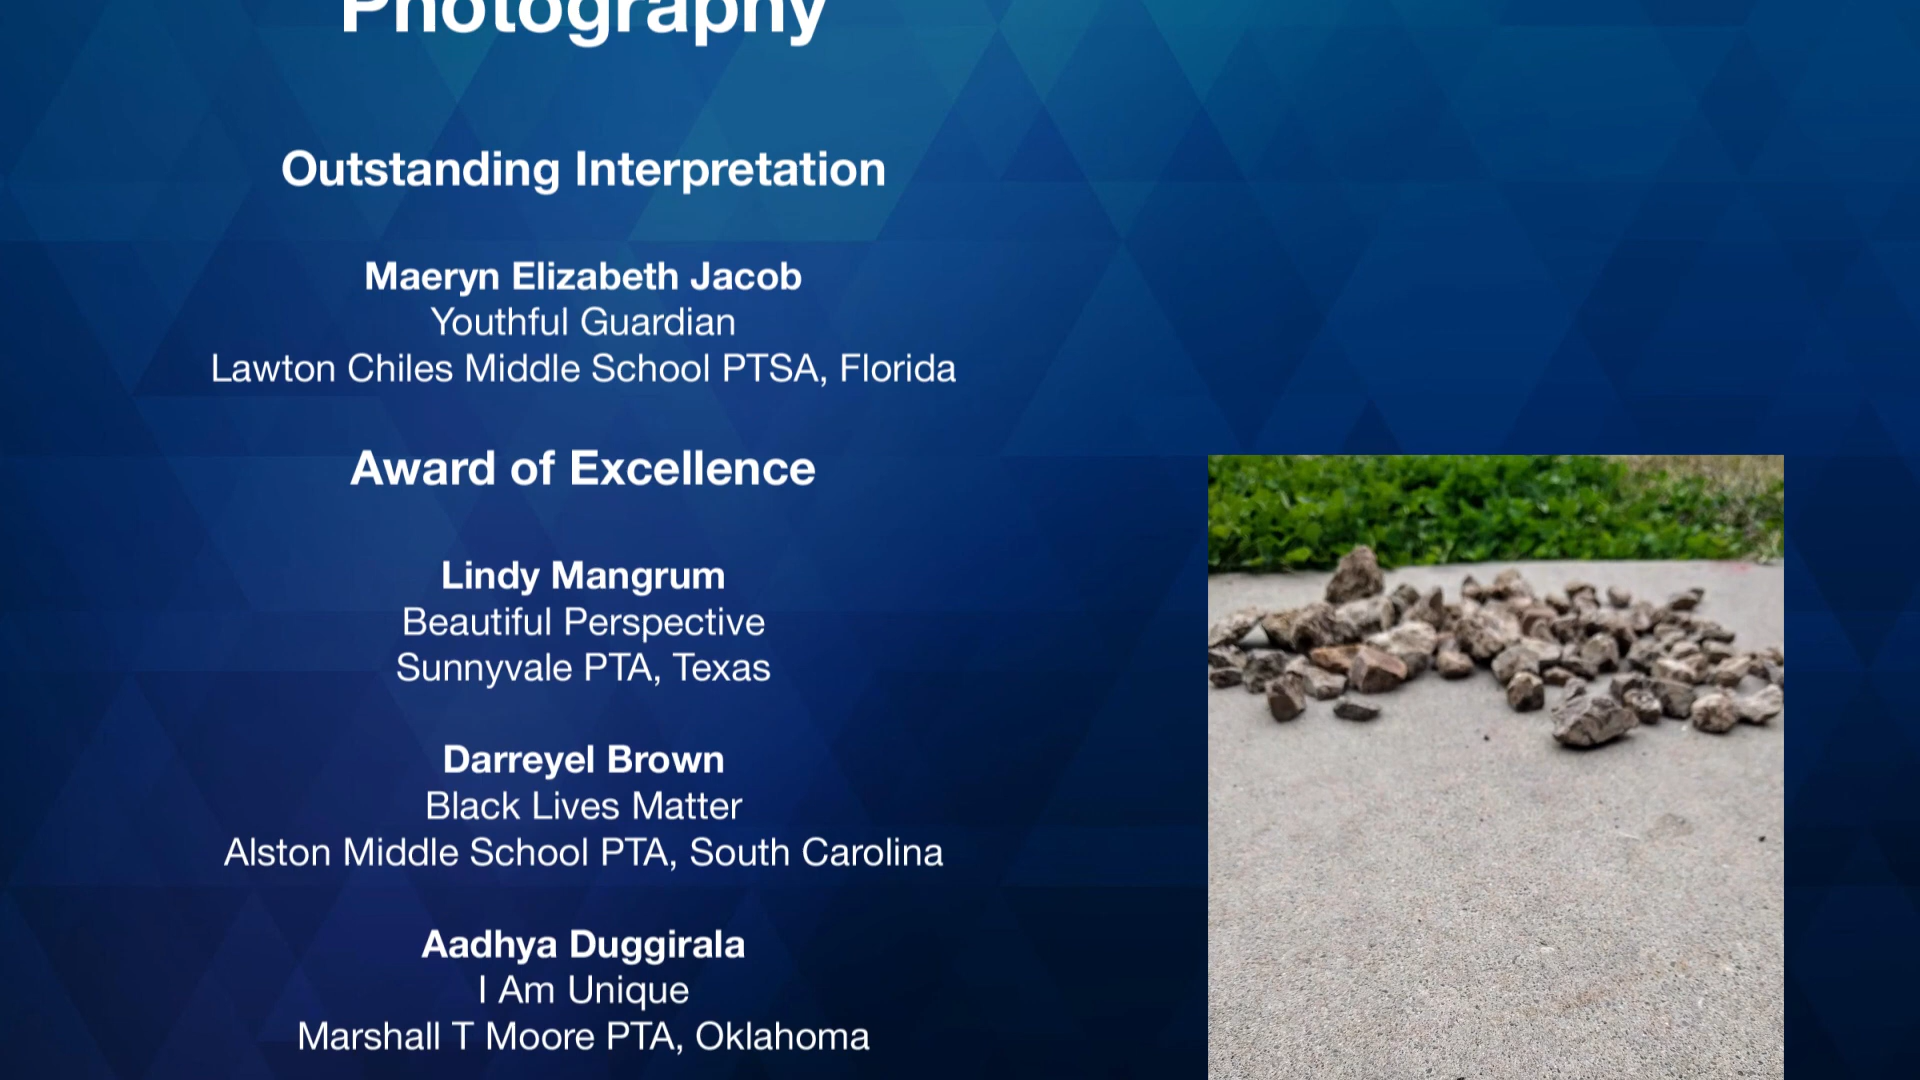 Photography
Outstanding Interpretation
Maeryn Elizabeth Jacob
Youthful Guardian
Lawton Chiles Middle School PTSA, Florida
Award of Excellence
Lindy Mangrum
Beautiful Perspective
Sunnyvale PTA, Texas
Darreyel Brown
Black Lives Matter
Alston Middle School PTA, South Carolina
Aadhya Duggirala
I Am Unique
Marshall T Moore PTA, Oklahoma